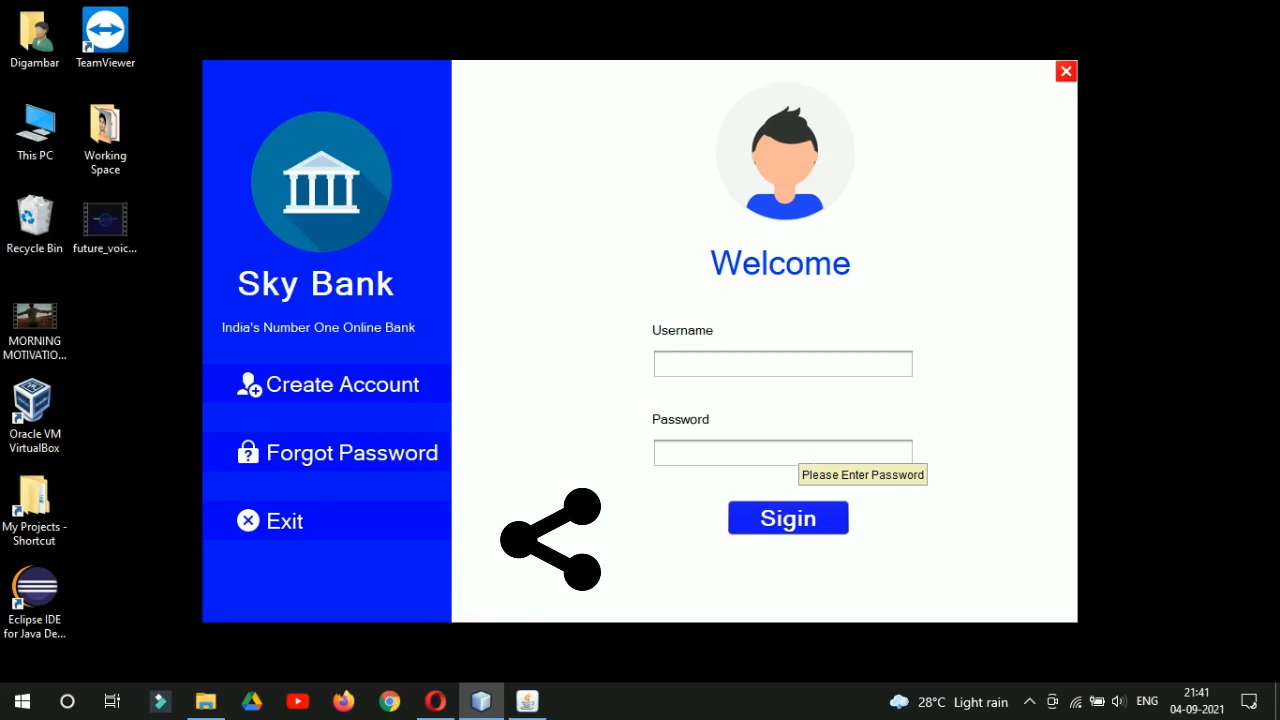 Digambar
TeamViewer
This PC
Working
Space
Recycle Bin
future_voic...
MORNING
MOTIVATIO...
Oracle VM
VirtualBox
My Projects -
Shortcut
Eclipse IDE
for Java De...
Sky Bank
India's Number One Online Bank
Create Account
Forgot Password
Exit
Welcome
Username
Password
Please Enter Password
Sigin
28°C Light rain
ENG
21:41
04-09-2021